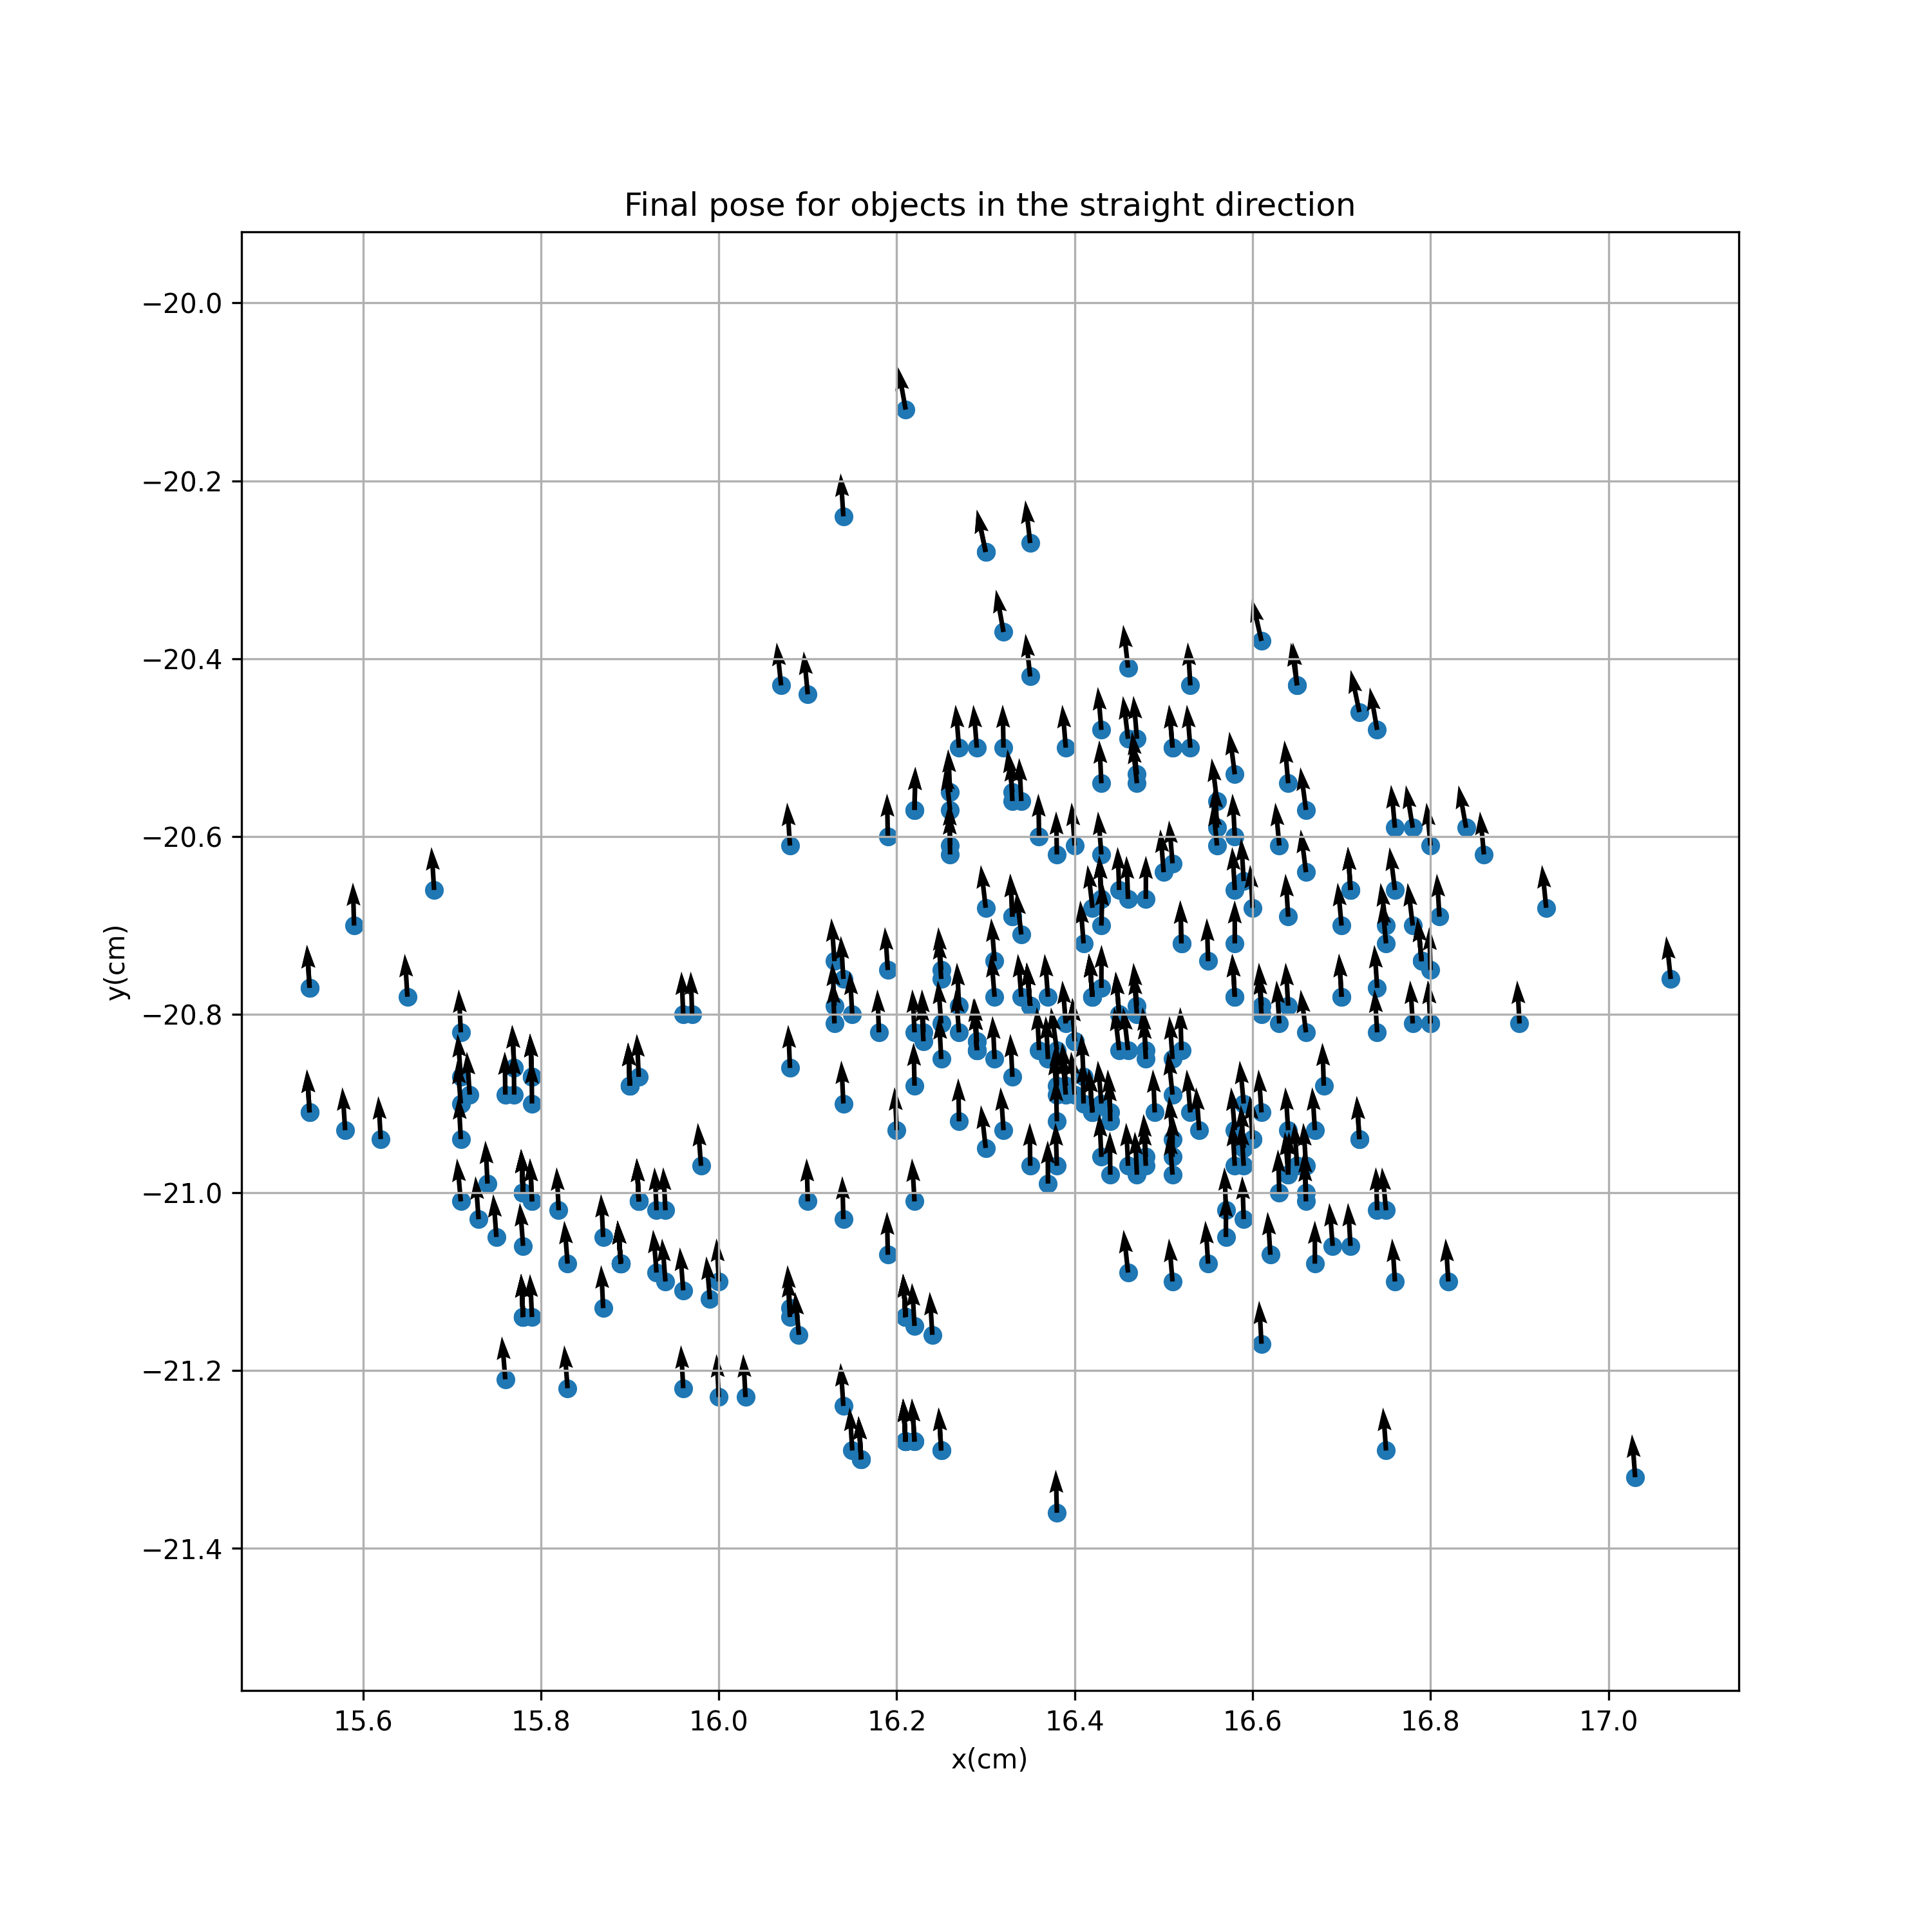 Final pose for objects in the straight direction
−20.0
−20.2
−20.4
−20.6
−20.8
−21.0
−21.2
−21.4
y(cm)
15.6 15.8 16.0 16.2 16.4 16.6 16.8 17.0
x(cm)